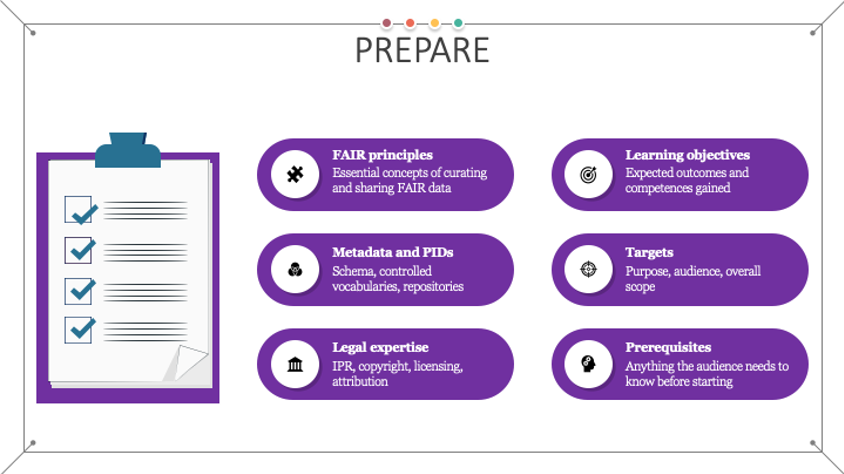 PREPARE
FAIR principles
Essential concepts of curating
and sharing FAIR data
Metadata and PIDs
Schema, controlled
vocabularies, repositories
Legal expertise
IPR, copyright, licensing,
attribution
Learning objectives
Expected outcomes and
competences gained
Targets
Purpose, audience, overall
scope
Prerequisites
Anything the audience needs to
know before starting